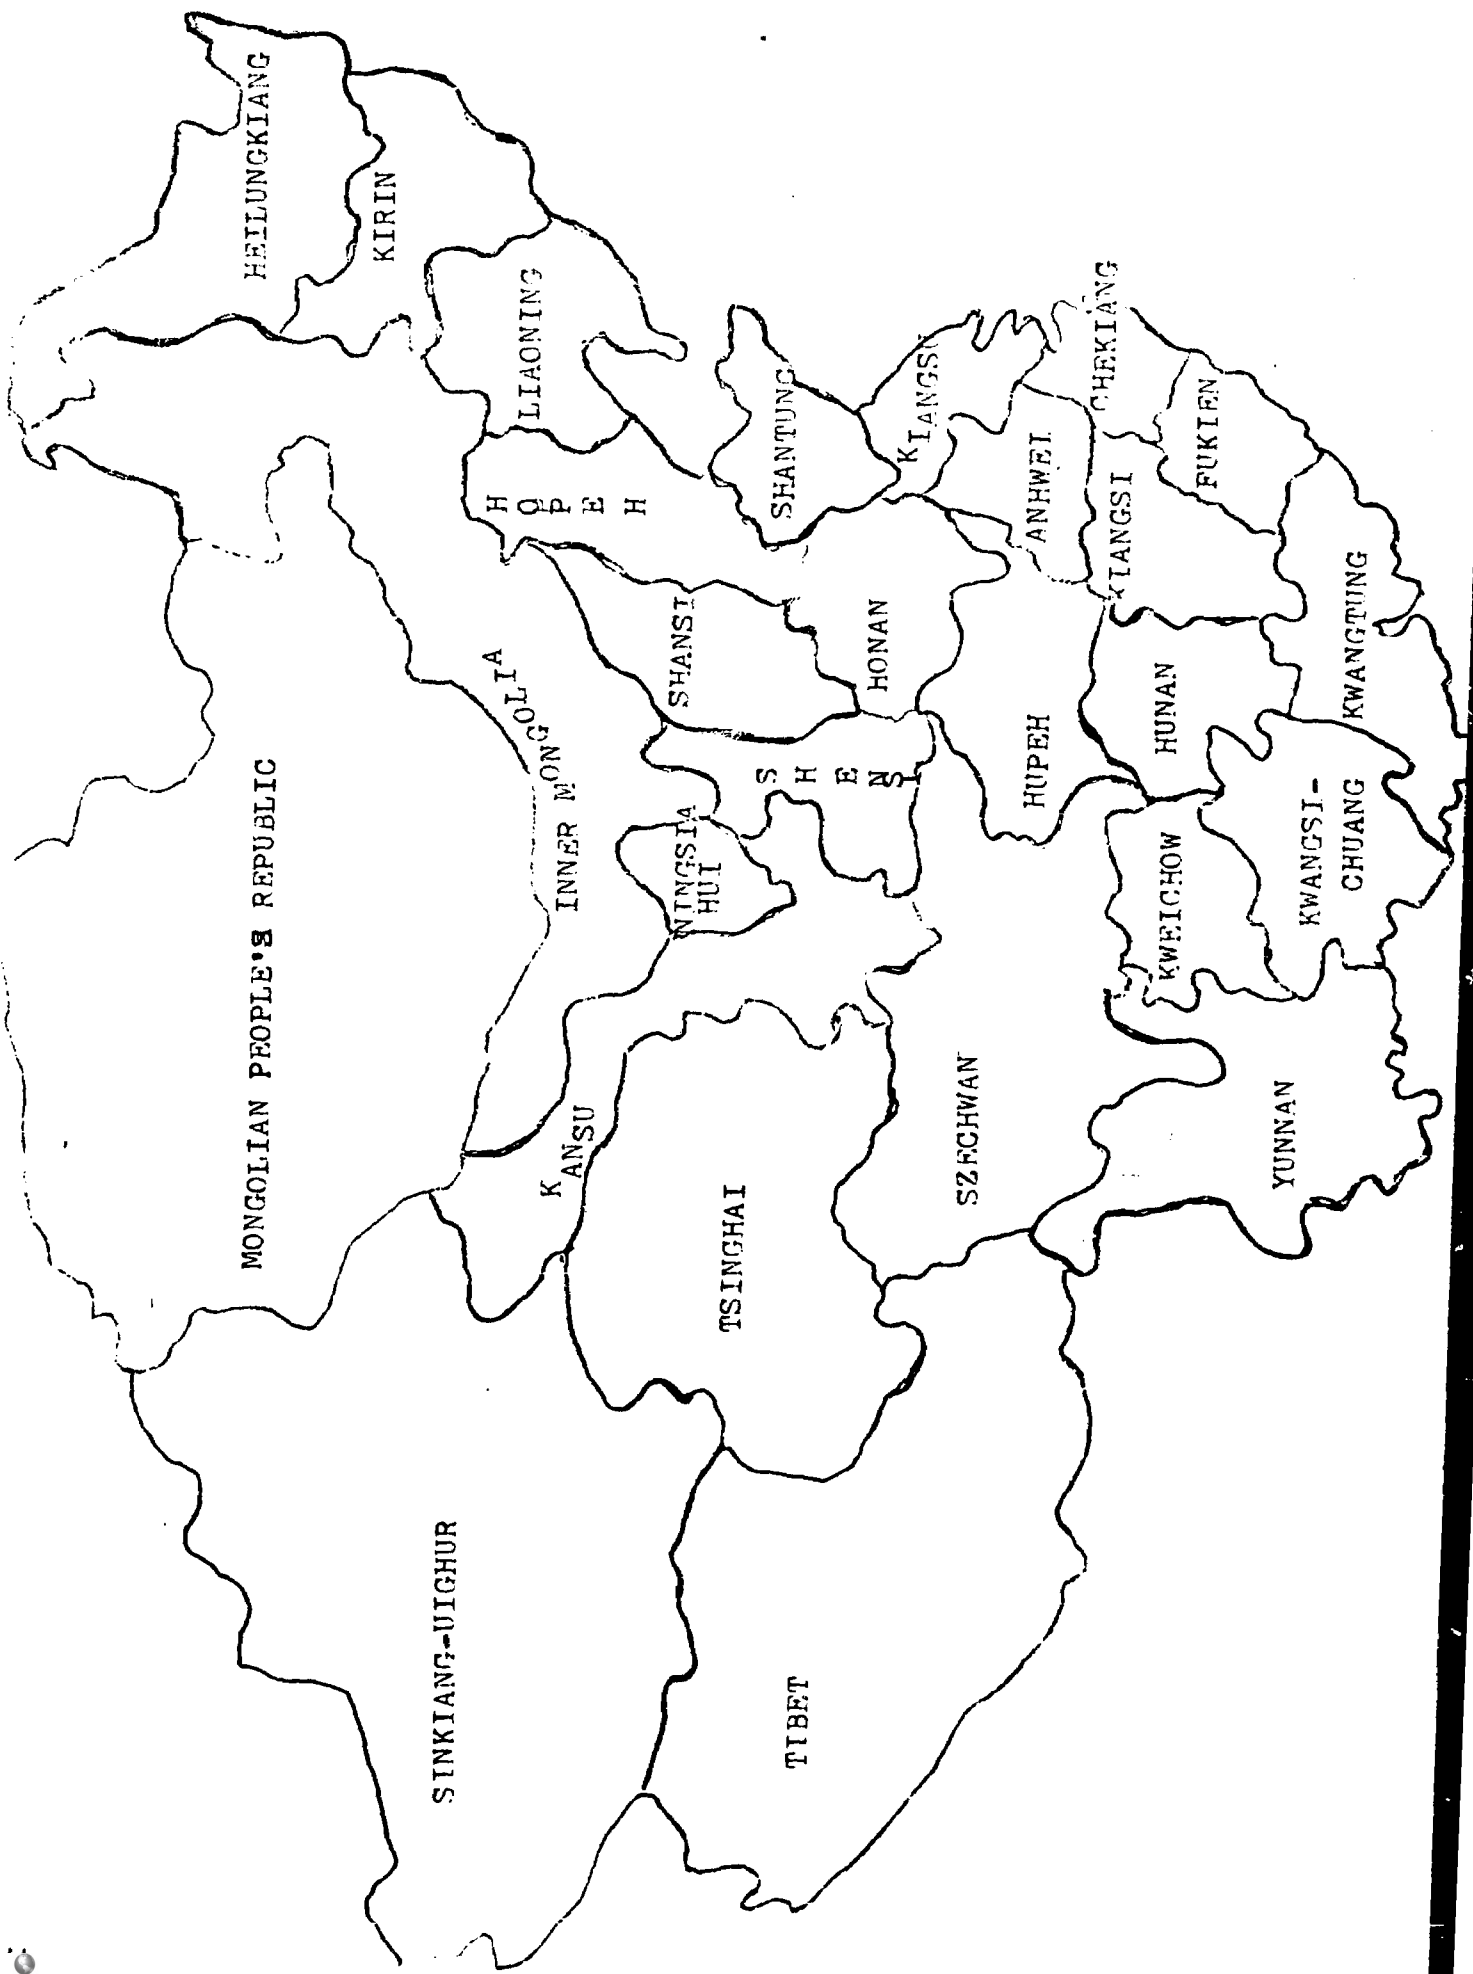 HEILUNGKIANG
KIRIN
LIAONING
MONGOLIAN PEOPLE'S REPUBLIC
INNER MONGOLIA
HOPEH
SHANSI
SHANTUNG
SINKIANG-UIGHUR
KANSU
NINGSIA
HUI
SHENSI
HONAN
KIANGSU
TSINGHAI
ANHWEI
CHEKIANG
TIBET
SZECHWAN
HUPEH
KIANGSI
FUKIEN
HUNAN
KWEICHOW
YUNNAN
KWANGSI-
CHUANG
KWANGTUNG